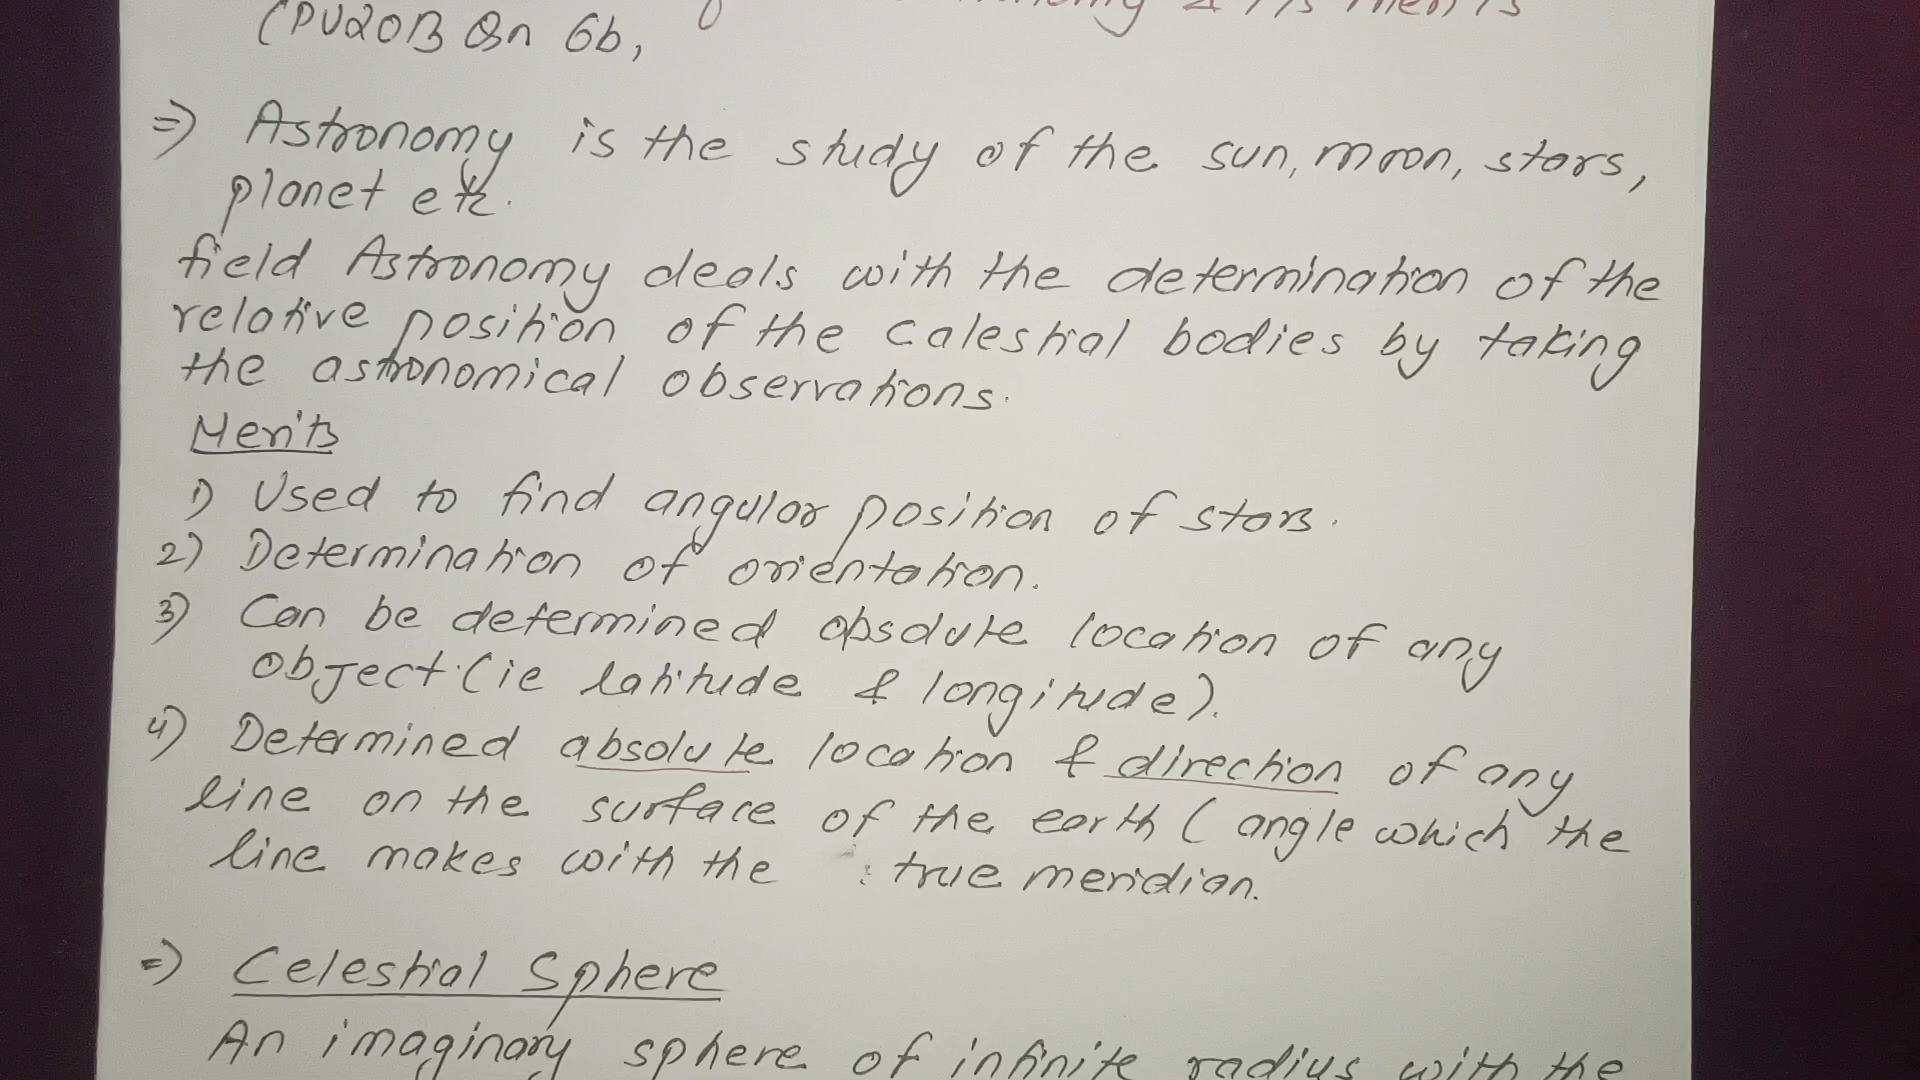 (PU2013 Qn 6b,
=) Astronomy is the study of the sun, moon, stars,
planet etc.
field Astronomy deals with the determination of the
relative position of the calestial bodies by taking
the astronomical observations.
Merits
1) Used to find angular position of stars.
2) Determination of orientation.
3) Can be determined absolute location of any
object (ie latitude & longitude).
4) Determined absolute location & direction of any
line on the surface of the earth ( angle which the
line makes with the : true meridian.
=) Celestial Sphere
An imaginary sphere of infinite radius with the